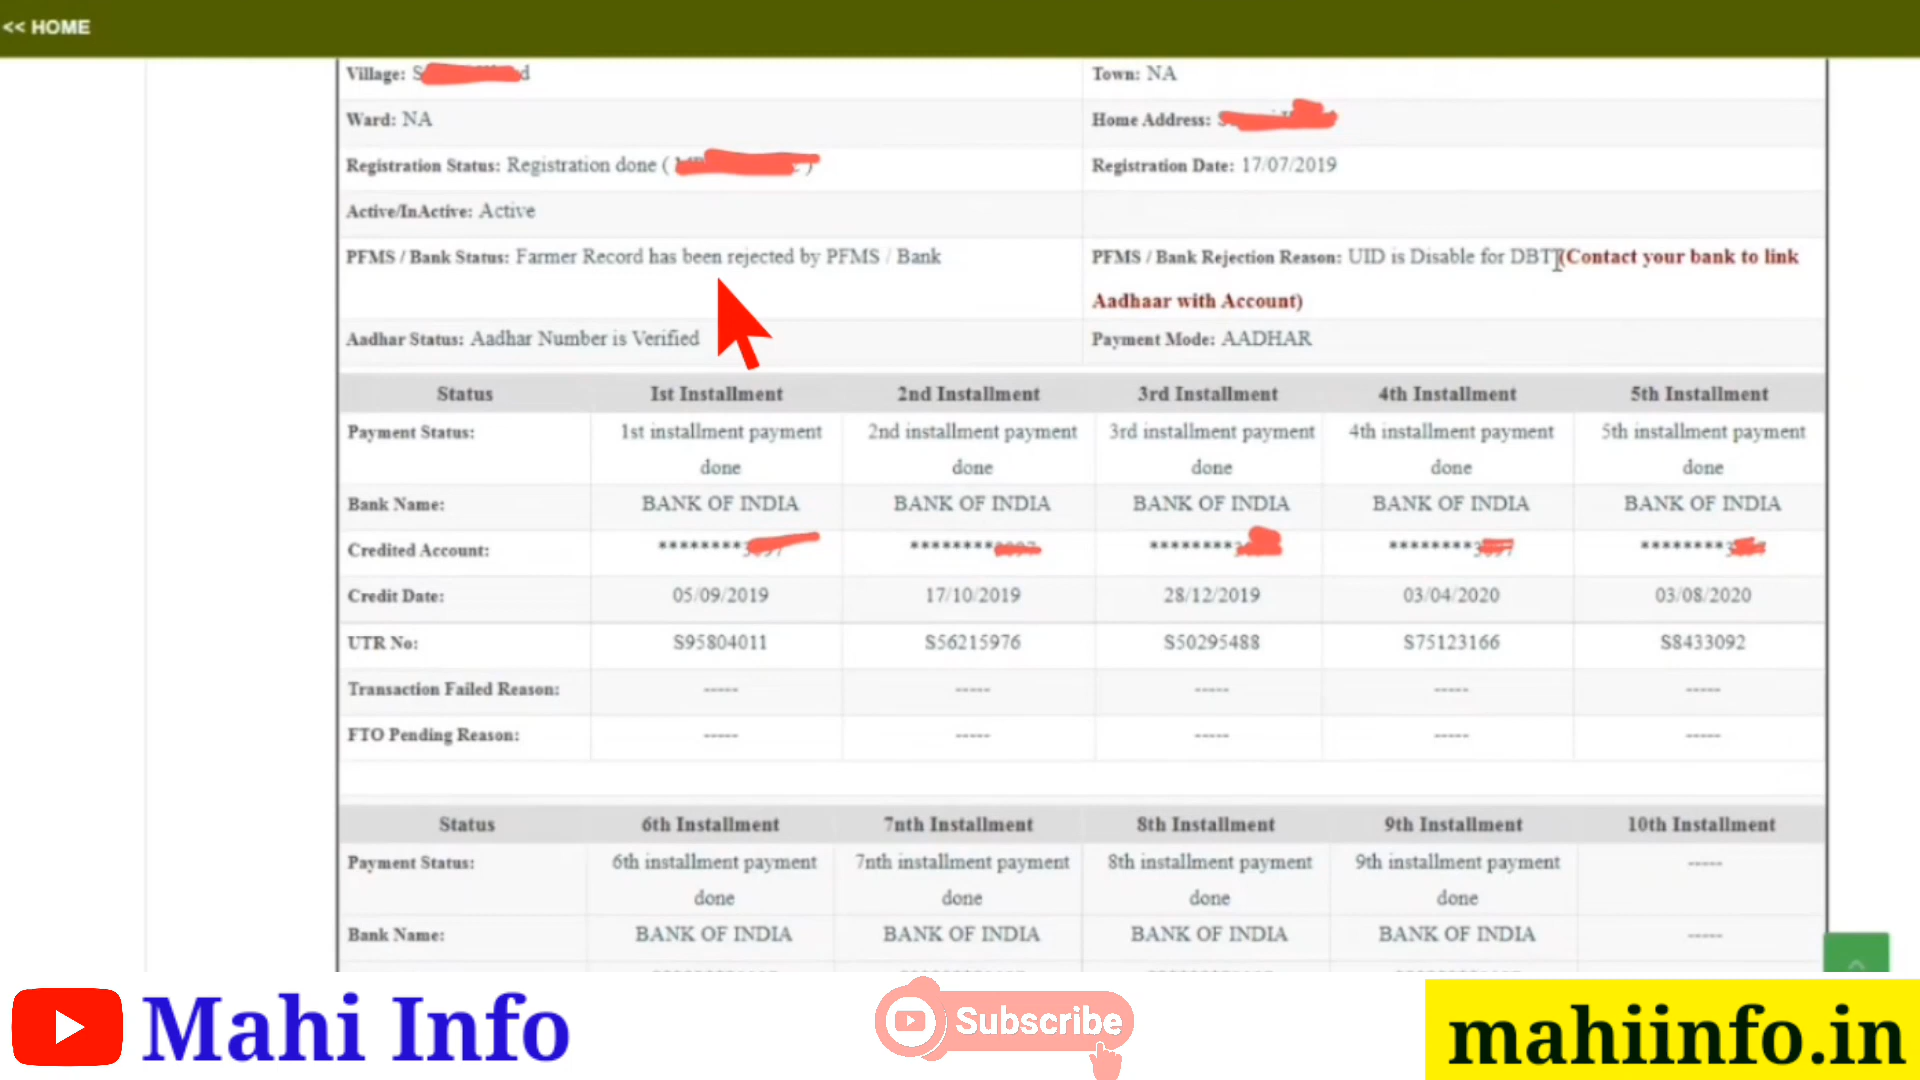 << HOME
Village: Town: NA
Ward: NA Home Address:
Registration Status: Registration done ( ) Registration Date: 17/07/2019
Active/InActive: Active
PFMS / Bank Status: Farmer Record has been rejected by PFMS / Bank PFMS / Bank Rejection Reason: UID is Disable for DBT (Contact your bank to link
Aadhaar with Account)
Aadhar Status: Aadhar Number is Verified Payment Mode: AADHAR
Status Ist Installment 2nd Installment 3rd Installment 4th Installment 5th Installment
Payment Status: 1st installment payment 2nd installment payment 3rd installment payment 4th installment payment 5th installment payment
done done done done done
Bank Name: BANK OF INDIA BANK OF INDIA BANK OF INDIA BANK OF INDIA BANK OF INDIA
Credited Account: ******** ******** ******** ******** ********
Credit Date: 05/09/2019 17/10/2019 28/12/2019 03/04/2020 03/08/2020
UTR No: S95804011 S56215976 S50295488 S75123166 S8433092
Transaction Failed Reason: ----- ----- ----- ----- -----
FTO Pending Reason: ----- ----- ----- ----- -----
Status 6th Installment 7nth Installment 8th Installment 9th Installment 10th Installment
Payment Status: 6th installment payment 7nth installment payment 8th installment payment 9th installment payment -----
done done done done
Bank Name: BANK OF INDIA BANK OF INDIA BANK OF INDIA BANK OF INDIA -----
Mahi Info Subscribe mahiinfo.in